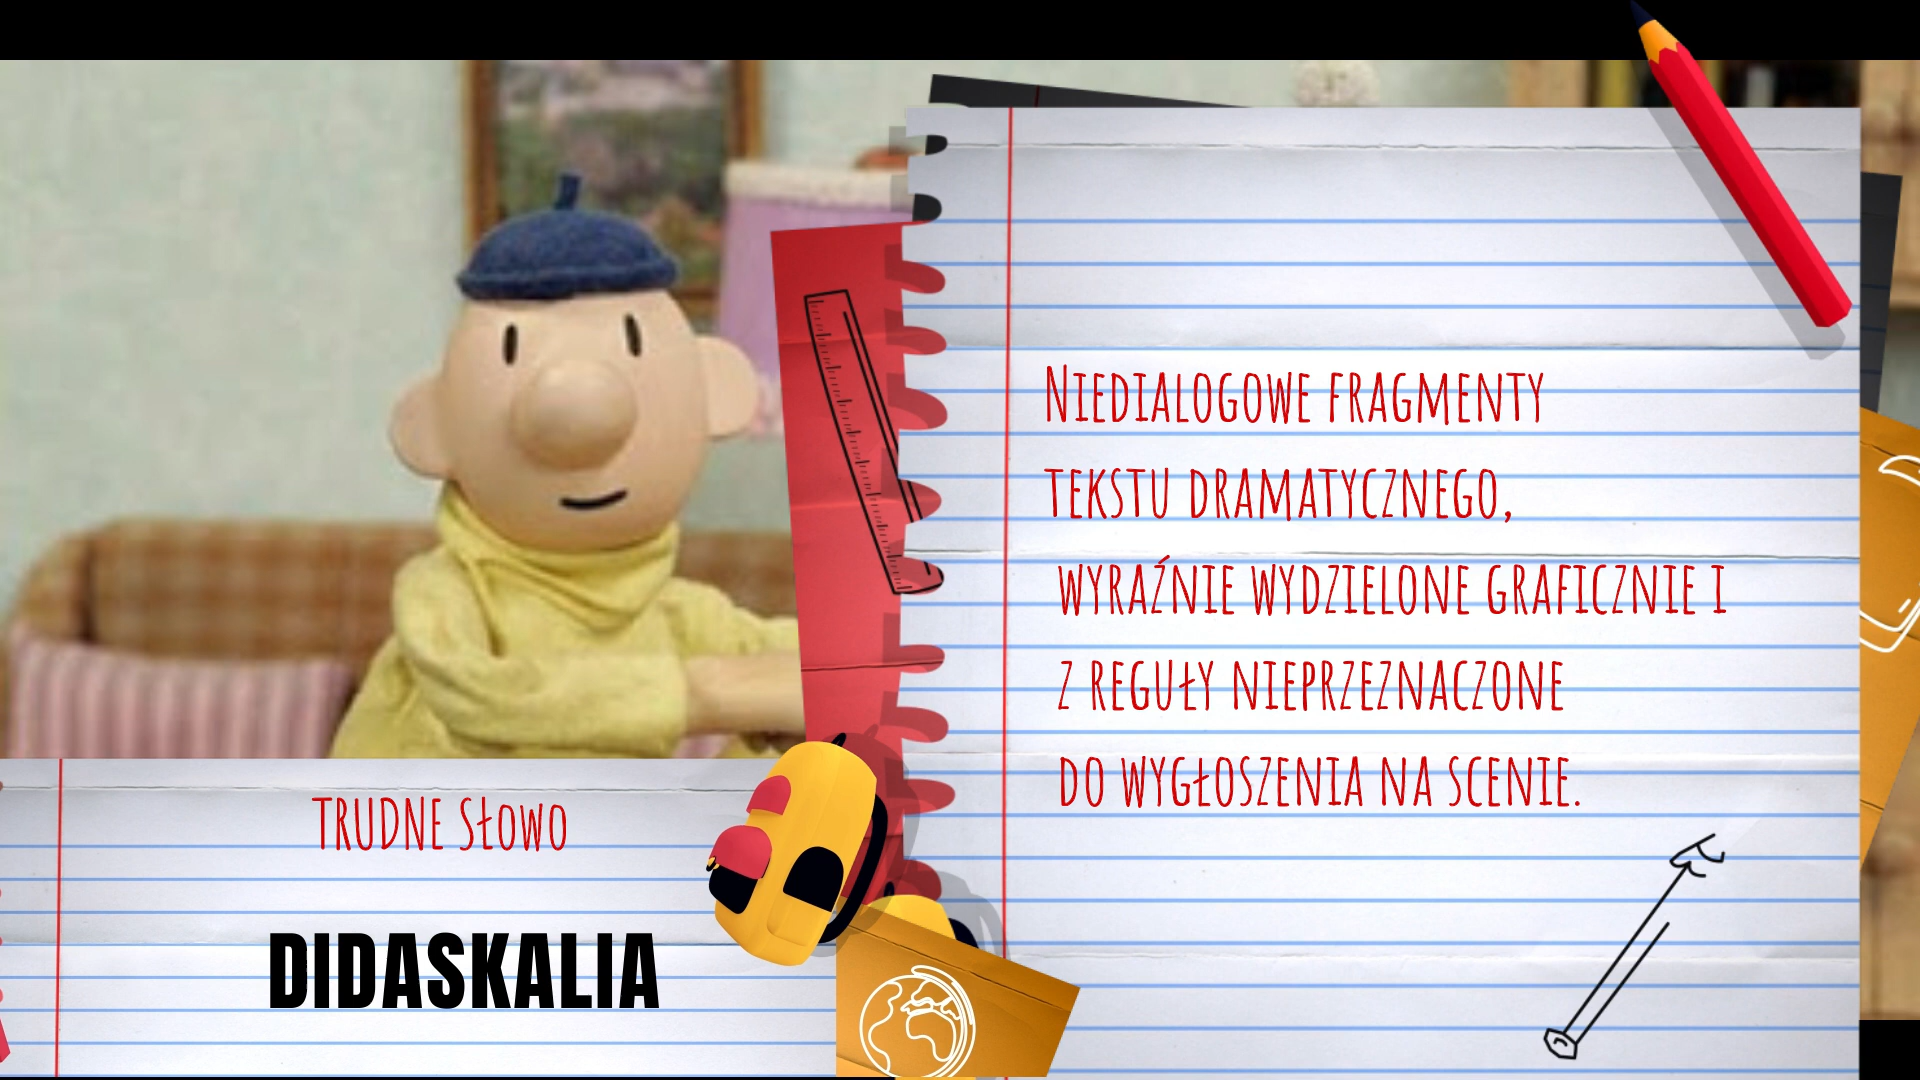 Niedialogowe fragmenty
tekstu dramatycznego,
wyraźnie wydzielone graficznie i
z reguły nieprzeznaczone
do wygłoszenia na scenie.
TRUDNE SŁOWO
DIDASKALIA